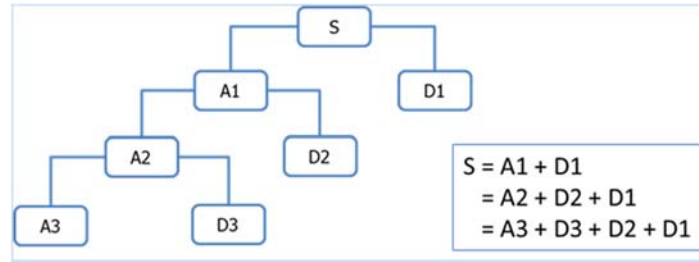 S
A1
D1
A2
D2
A3
D3
S = A1 + D1
= A2 + D2 + D1
= A3 + D3 + D2 + D1